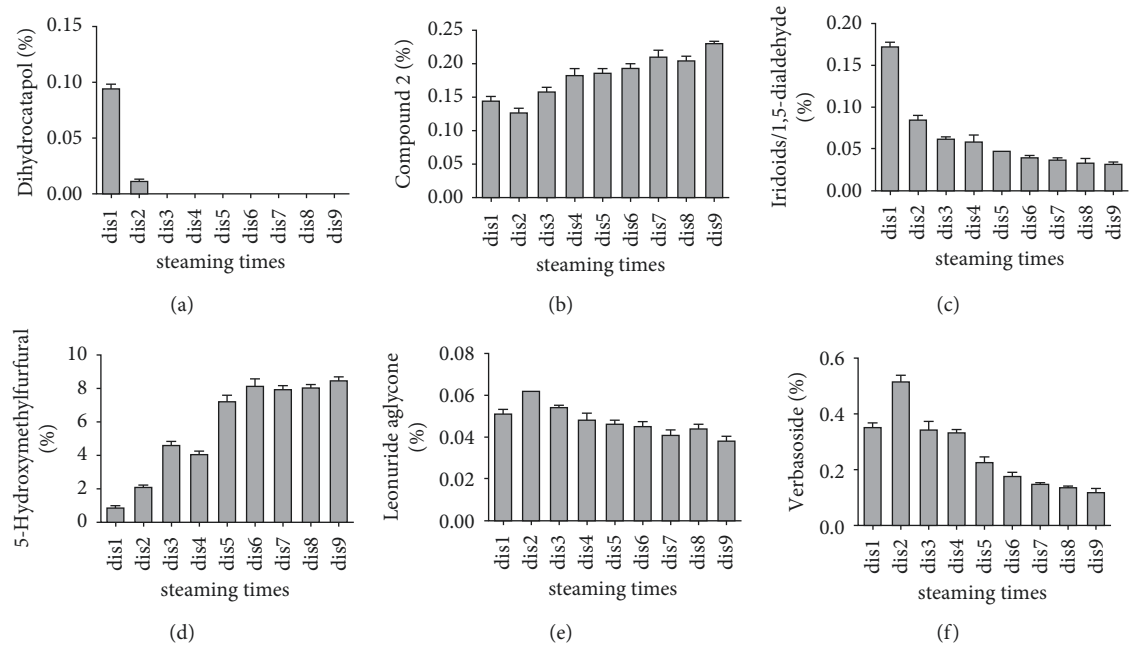 Dihydrocatapol (%)
0.15
0.10
0.05
0.00
dis1
dis2
dis3
dis4
dis5
dis6
dis7
dis8
dis9
steaming times
(a)
Compound 2 (%)
0.25
0.20
0.15
0.10
0.05
0.00
dis1
dis2
dis3
dis4
dis5
dis6
dis7
dis8
dis9
steaming times
(b)
Iridoids/1,5-dialdehyde
(%)
0.20
0.15
0.10
0.05
0.00
dis1
dis2
dis3
dis4
dis5
dis6
dis7
dis8
dis9
steaming times
(c)
5-Hydroxymethylfurfural
(%)
10
8
6
4
2
0
dis1
dis2
dis3
dis4
dis5
dis6
dis7
dis8
dis9
steaming times
(d)
Leonuride aglycone
(%)
0.08
0.06
0.04
0.02
0.00
dis1
dis2
dis3
dis4
dis5
dis6
dis7
dis8
dis9
steaming times
(e)
Verbasoside (%)
0.6
0.4
0.2
0.0
dis1
dis2
dis3
dis4
dis5
dis6
dis7
dis8
dis9
steaming times
(f)